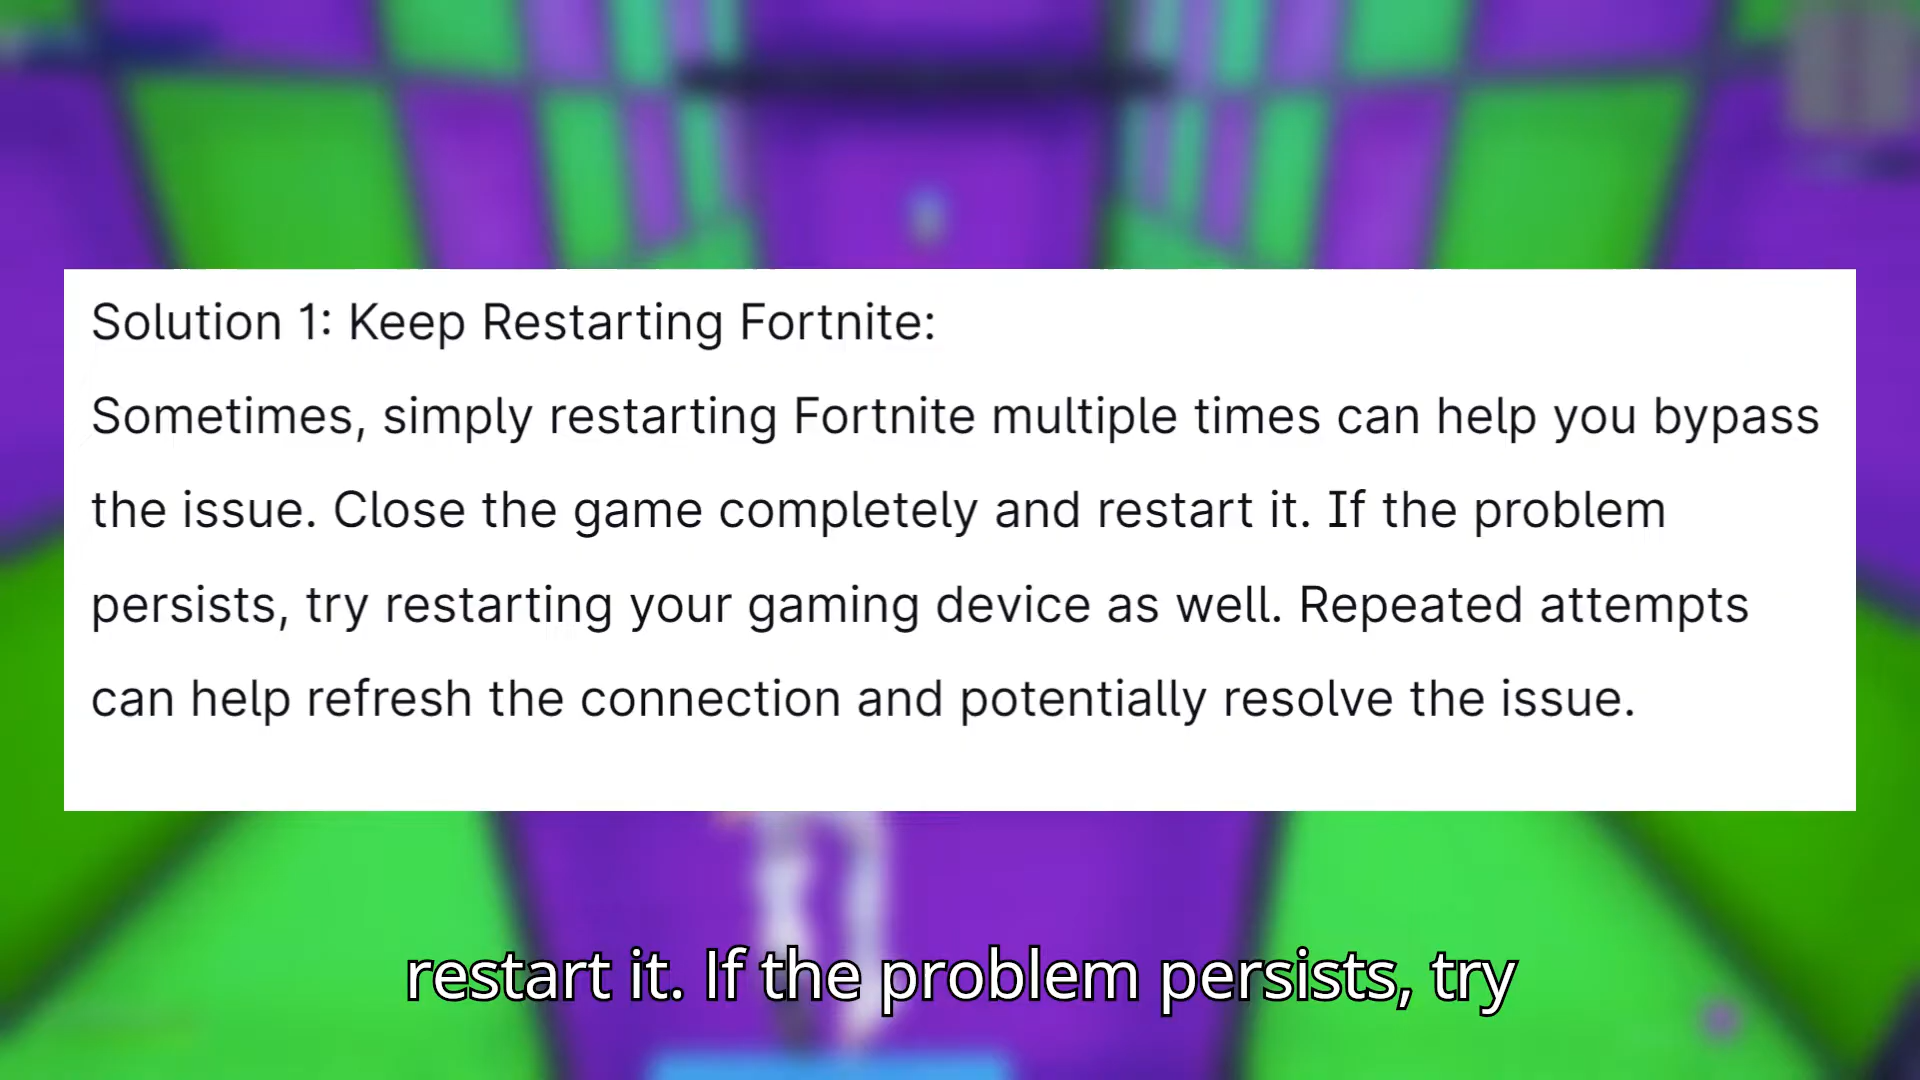 Solution 1: Keep Restarting Fortnite:
Sometimes, simply restarting Fortnite multiple times can help you bypass
the issue. Close the game completely and restart it. If the problem
persists, try restarting your gaming device as well. Repeated attempts
can help refresh the connection and potentially resolve the issue.
restart it. If the problem persists, try